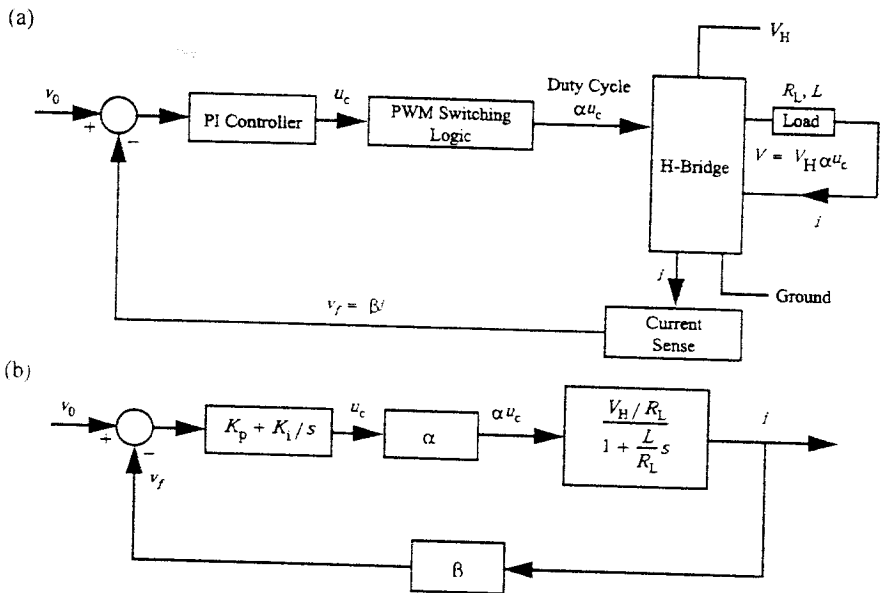 (a)
V_H
v_0
+
−
PI Controller
u_c
PWM Switching
Logic
Duty Cycle
αu_c
H-Bridge
R_L, L
Load
V = V_H αu_c
i
i
Ground
v_f = βi
Current
Sense
(b)
v_0
+
−
K_p + K_i/s
u_c
α
αu_c
V_H / R_L
1 + L/R_L s
i
v_f
β